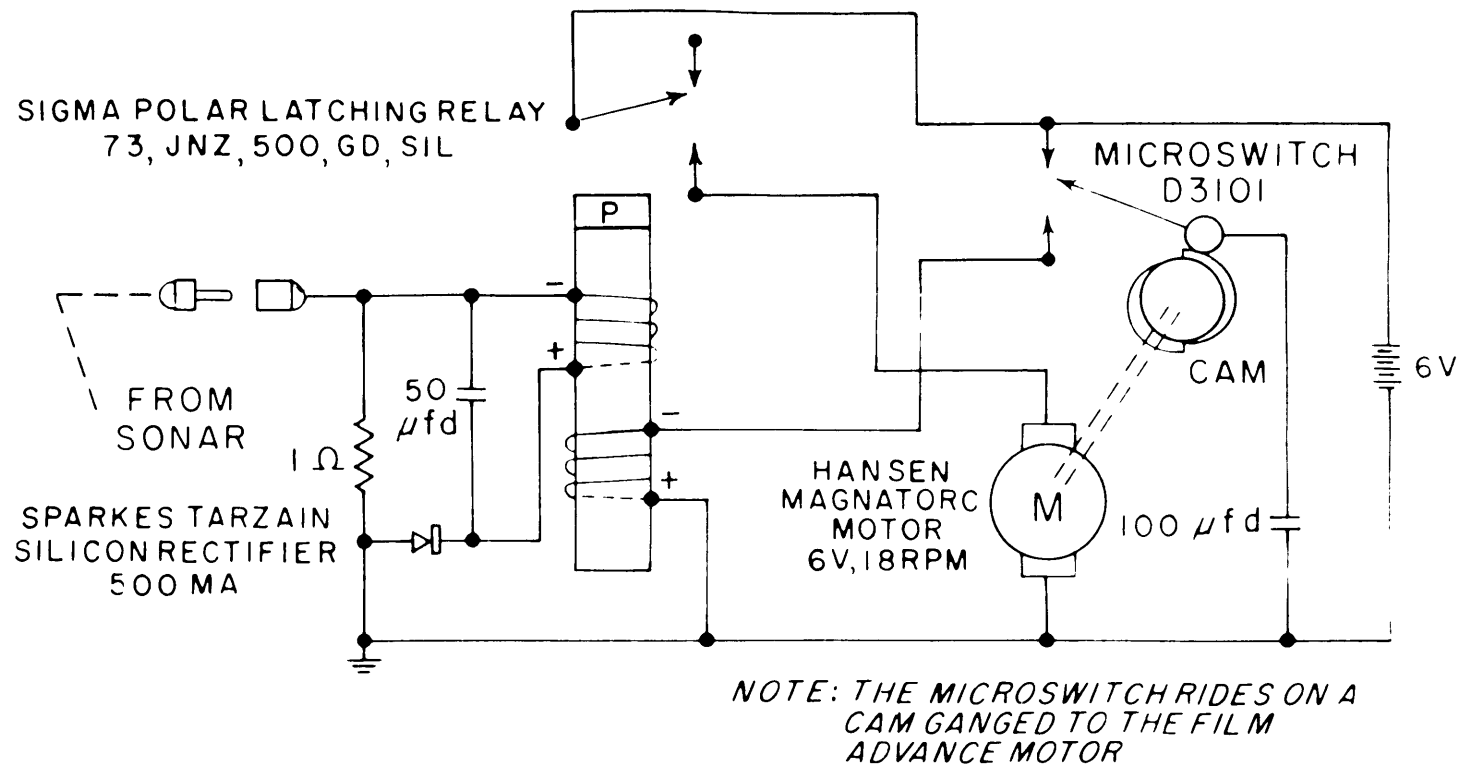 SIGMA POLAR LATCHING RELAY
73, JNZ, 500, GD, SIL
MICROSWITCH
D3101
P
-
+
FROM
SONAR
50
µfd
1 Ω
-
+
CAM
6V
SPARKES TARZAIN
SILICON RECTIFIER
500 MA
HANSEN
MAGNATORC
MOTOR
6V, 18RPM
M
100 µfd
NOTE: THE MICROSWITCH RIDES ON A
CAM GANGED TO THE FILM
ADVANCE MOTOR